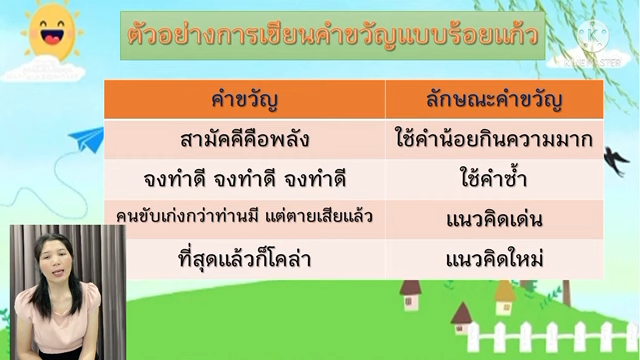 ตัวอย่างการเขียนคำขวัญแบบร้อยแก้ว
คำขวัญ ลักษณะคำขวัญ
สามัคคีคือพลัง ใช้คำน้อยกินความมาก
จงทำดี จงทำดี จงทำดี ใช้คำซ้ำ
คนขับเก่งกว่าท่านมี แต่ตายเสียแล้ว แนวคิดเด่น
ที่สุดแล้วก็โคล่า แนวคิดใหม่